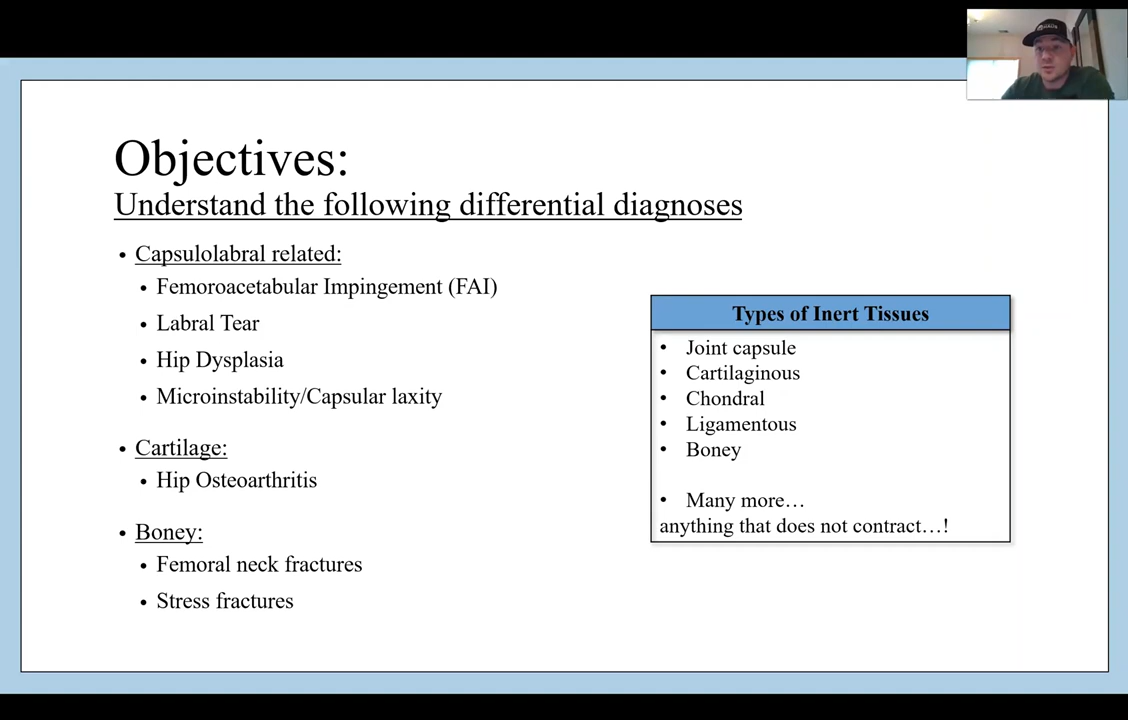 Objectives:
Understand the following differential diagnoses
• Capsulolabral related:
• Femoroacetabular Impingement (FAI)
• Labral Tear
• Hip Dysplasia
• Microinstability/Capsular laxity
• Cartilage:
• Hip Osteoarthritis
• Boney:
• Femoral neck fractures
• Stress fractures
Types of Inert Tissues
• Joint capsule
• Cartilaginous
• Chondral
• Ligamentous
• Boney
• Many more…
anything that does not contract…!